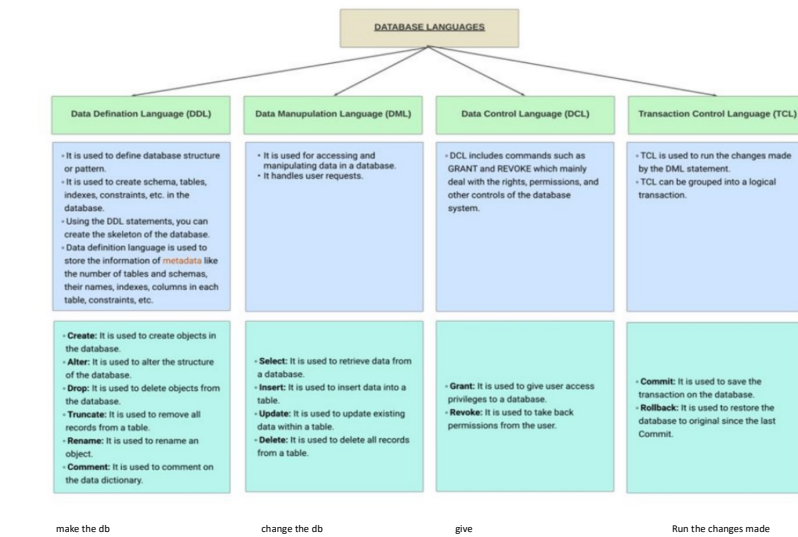 DATABASE LANGUAGES
Data Defination Language (DDL)
◦ It is used to define database structure
or pattern.
◦ It is used to create schema, tables,
indexes, constraints, etc. in the
database.
◦ Using the DDL statements, you can
create the skeleton of the database.
◦ Data definition language is used to
store the information of metadata like
the number of tables and schemas,
their names, indexes, columns in each
table, constraints, etc.
◦ Create: It is used to create objects in
the database.
◦ Alter: It is used to alter the structure
of the database.
◦ Drop: It is used to delete objects from
the database.
◦ Truncate: It is used to remove all
records from a table.
◦ Rename: It is used to rename an
object.
◦ Comment: It is used to comment on
the data dictionary.
make the db
Data Manupulation Language (DML)
• It is used for accessing and
manipulating data in a database.
• It handles user requests.
◦ Select: It is used to retrieve data from
a database.
◦ Insert: It is used to insert data into a
table.
◦ Update: It is used to update existing
data within a table.
◦ Delete: It is used to delete all records
from a table.
change the db
Data Control Language (DCL)
◦ DCL includes commands such as
GRANT and REVOKE which mainly
deal with the rights, permissions, and
other controls of the database
system.
◦ Grant: It is used to give user access
privileges to a database.
◦ Revoke: It is used to take back
permissions from the user.
give
Transaction Control Language (TCL)
◦ TCL is used to run the changes made
by the DML statement.
◦ TCL can be grouped into a logical
transaction.
◦ Commit: It is used to save the
transaction on the database.
◦ Rollback: It is used to restore the
database to original since the last
Commit.
Run the changes made